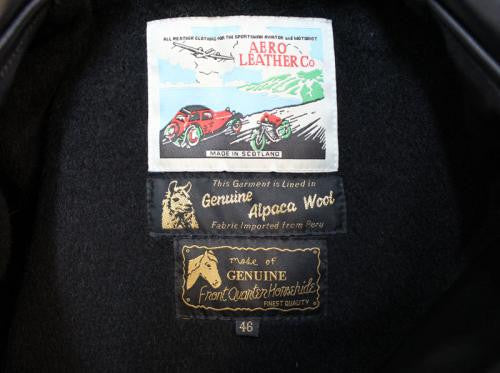 ALL WEATHER CLOTHING FOR THE SPORTSMAN AVIATOR AND MOTORIST
AERO
LEATHER Co
MADE IN SCOTLAND
This Garment is Lined in
Genuine
Alpaca Wool
Fabric Imported from Peru
make of
GENUINE
Front Quarter Horsehide
FINEST QUALITY
46